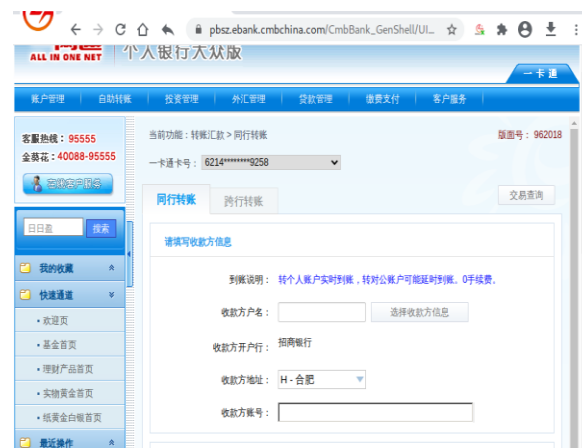 pbsz.ebank.cmbchina.com/CmbBank_GenShell/UI...
ALL IN ONE NET
个人银行大众版
一卡通
账户管理 自助转账 投资管理 外汇管理 贷款管理 缴费支付 客户服务
客服热线：95555
金葵花：40088-95555
在线客户服务
当前功能：转账汇款 > 同行转账
版面号： 962018
一卡通卡号： 6214********9258
同行转账 跨行转账
交易查询
日日盈 搜索
请填写收款方信息
我的收藏
到账说明： 转个人账户实时到账，转对公账户可能延时到账。0手续费。
快速通道
收款方户名： 选择收款方信息
• 欢迎页
收款方开户行： 招商银行
• 基金首页
• 理财产品首页
收款方地址： H - 合肥
• 实物黄金首页
收款方账号：
• 纸黄金白银首页
最近操作